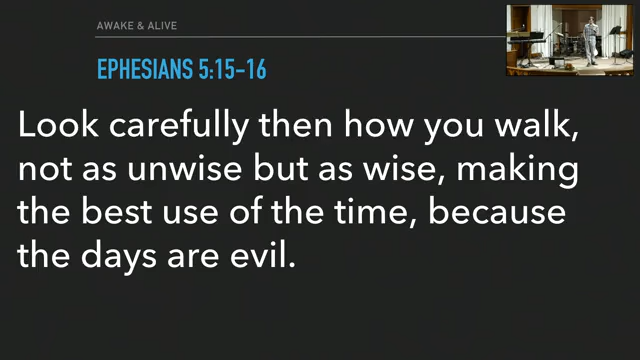 AWAKE & ALIVE
EPHESIANS 5:15-16
Look carefully then how you walk,
not as unwise but as wise, making
the best use of the time, because
the days are evil.